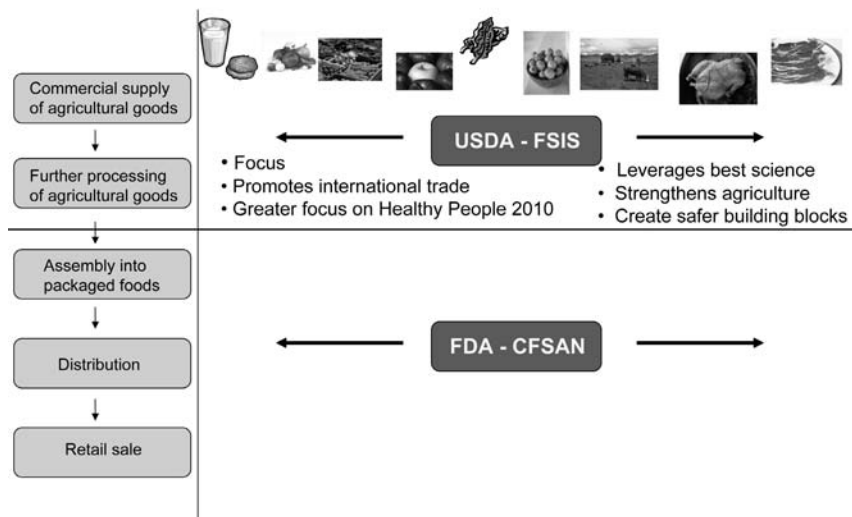 Commercial supply
of agricultural goods
Further processing
of agricultural goods
Assembly into
packaged foods
Distribution
Retail sale
USDA - FSIS
• Focus
• Promotes international trade
• Greater focus on Healthy People 2010
• Leverages best science
• Strengthens agriculture
• Create safer building blocks
FDA - CFSAN